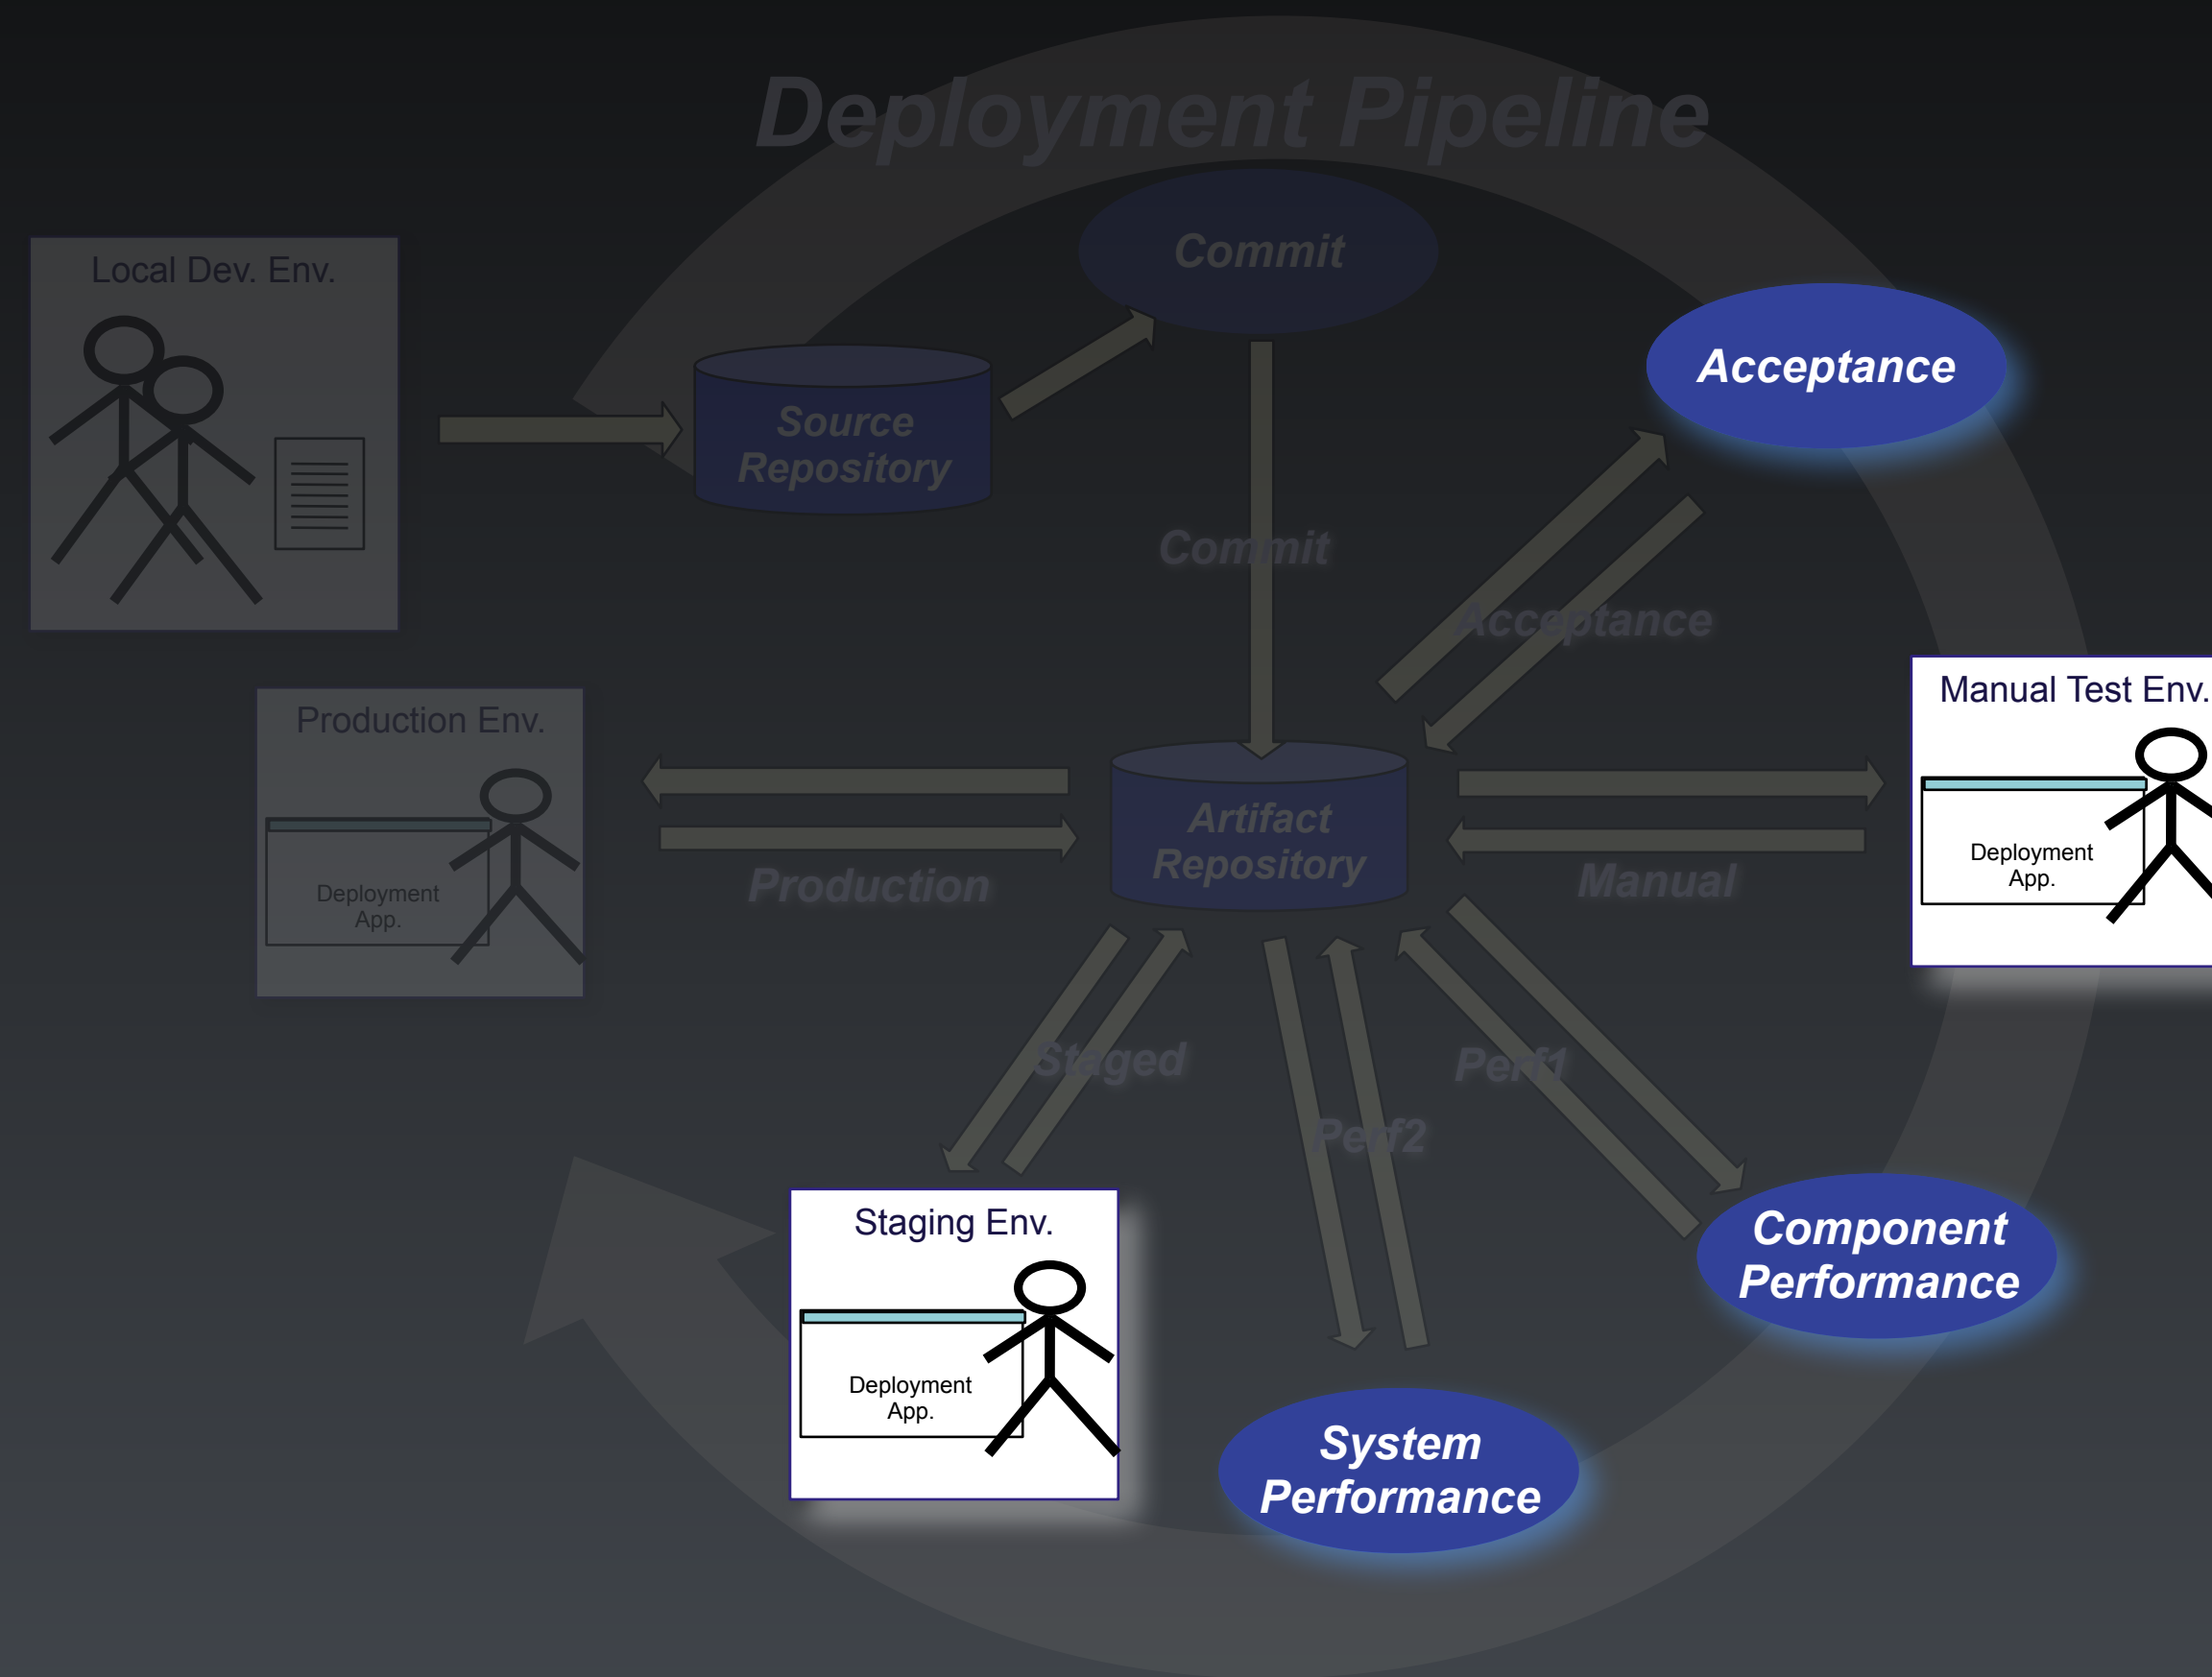 Deployment Pipeline
Commit
Local Dev. Env.
Acceptance
Source
Repository
Commit
Acceptance
Manual Test Env.
Production Env.
Artifact
Repository
Deployment
App.
Deployment
App.
Production
Manual
Staged
Perf1
Perf2
Staging Env.
Component
Performance
Deployment
App.
System
Performance